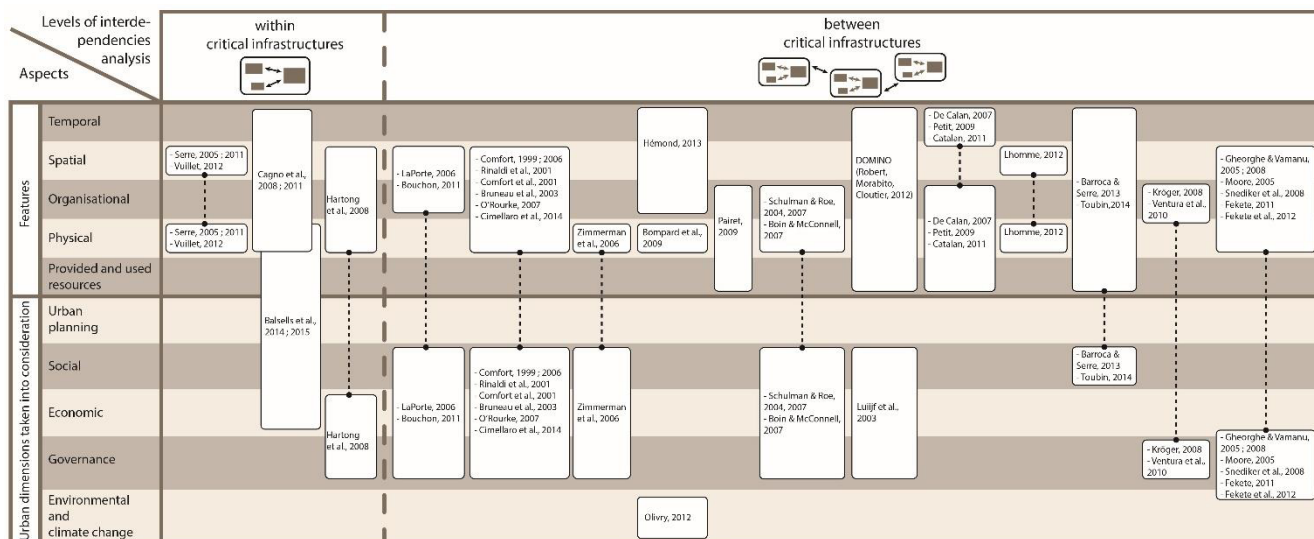 Levels of interde-
pendencies
analysis
Aspects
within
critical infrastructures
between
critical infrastructures
Features
Temporal
Spatial
Organisational
Physical
Provided and used
resources
Urban dimensions taken into consideration
Urban
planning
Social
Economic
Governance
Environmental
and
climate change
- Serre, 2005 ; 2011
- Vuillet, 2012
- Serre, 2005 ; 2011
- Vuillet, 2012
Cagno et al.,
2008 ; 2011
Balsells et al.,
2014 ; 2015
Hartong
et al., 2008
Hartong
et al., 2008
- LaPorte, 2006
- Bouchon, 2011
- LaPorte, 2006
- Bouchon, 2011
- Comfort, 1999 ; 2006
- Rinaldi et al., 2001
- Comfort et al., 2001
- Bruneau et al., 2003
- O'Rourke, 2007
- Cimellaro et al., 2014
- Comfort, 1999 ; 2006
- Rinaldi et al., 2001
- Comfort et al., 2001
- Bruneau et al., 2003
- O'Rourke, 2007
- Cimellaro et al., 2014
Zimmerman
et al., 2006
Zimmerman
et al., 2006
Hémond, 2013
Bompard et al.,
2009
Olivry, 2012
Pairet,
2009
- Schulman & Roe,
2004, 2007
- Boin & McConnell,
2007
- Schulman & Roe,
2004, 2007
- Boin & McConnell,
2007
DOMINO
(Robert,
Morabito,
Cloutier, 2012)
Luiijf et al.,
2003
- De Calan, 2007
- Petit, 2009
- Catalan, 2011
- De Calan, 2007
- Petit, 2009
- Catalan, 2011
Lhomme, 2012
Lhomme, 2012
- Barroca &
Serre, 2013
- Toubin,2014
- Barroca &
Serre, 2013
- Toubin, 2014
- Kröger, 2008
- Ventura et al.,
2010
- Kröger, 2008
- Ventura et al.,
2010
- Gheorghe & Vamanu,
2005 ; 2008
- Moore, 2005
- Snediker et al., 2008
- Fekete, 2011
- Fekete et al., 2012
- Gheorghe & Vamanu,
2005 ; 2008
- Moore, 2005
- Snediker et al., 2008
- Fekete, 2011
- Fekete et al., 2012